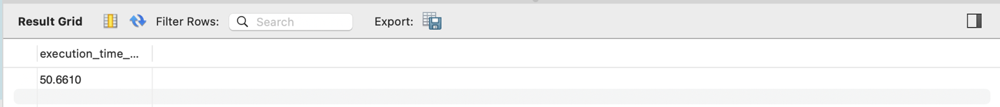 Result Grid Filter Rows: Search Export:
execution_time_...
50.6610